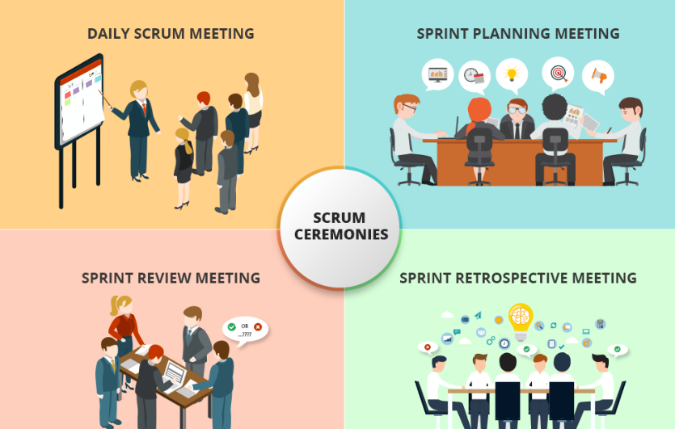 DAILY SCRUM MEETING
SPRINT PLANNING MEETING
SCRUM
CEREMONIES
SPRINT REVIEW MEETING
SPRINT RETROSPECTIVE MEETING
OR
...????